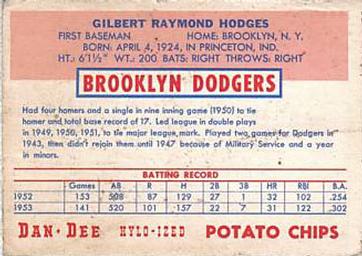 GILBERT RAYMOND HODGES
FIRST BASEMAN HOME: BROOKLYN, N. Y.
BORN: APRIL 4, 1924, IN PRINCETON, IND.
HT.: 6'1½" WT.: 200 BATS: RIGHT THROWS: RIGHT
BROOKLYN DODGERS
Had four homers and a single in nine inning game (1950) to tie
homer and total base record of 17. Led league in double plays
in 1949, 1950, 1951, to tie major league mark. Played two games for Dodgers in
1943, then didn't rejoin them until 1947 because of Military Service and a year
in minors.
BATTING RECORD
Games AB R H 2B 3B HR RBI B.A.
1952 153 508 87 129 27 1 32 102 .254
1953 141 520 101 157 22 7 31 122 .302
DAN-DEE HYLO-IZED POTATO CHIPS